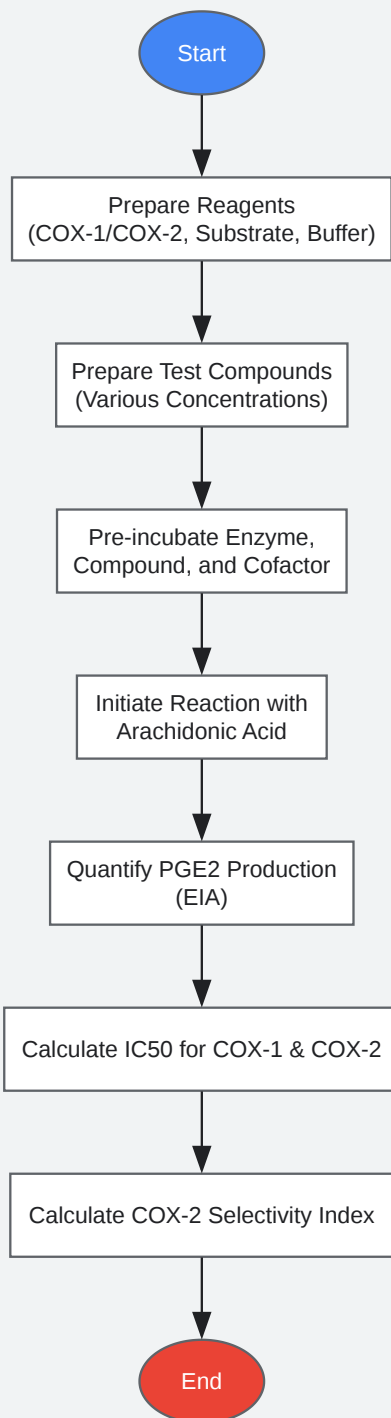 Start
Prepare Reagents
(COX-1/COX-2, Substrate, Buffer)
Prepare Test Compounds
(Various Concentrations)
Pre-incubate Enzyme,
Compound, and Cofactor
Initiate Reaction with
Arachidonic Acid
Quantify PGE2 Production
(EIA)
Calculate IC50 for COX-1 & COX-2
Calculate COX-2 Selectivity Index
End